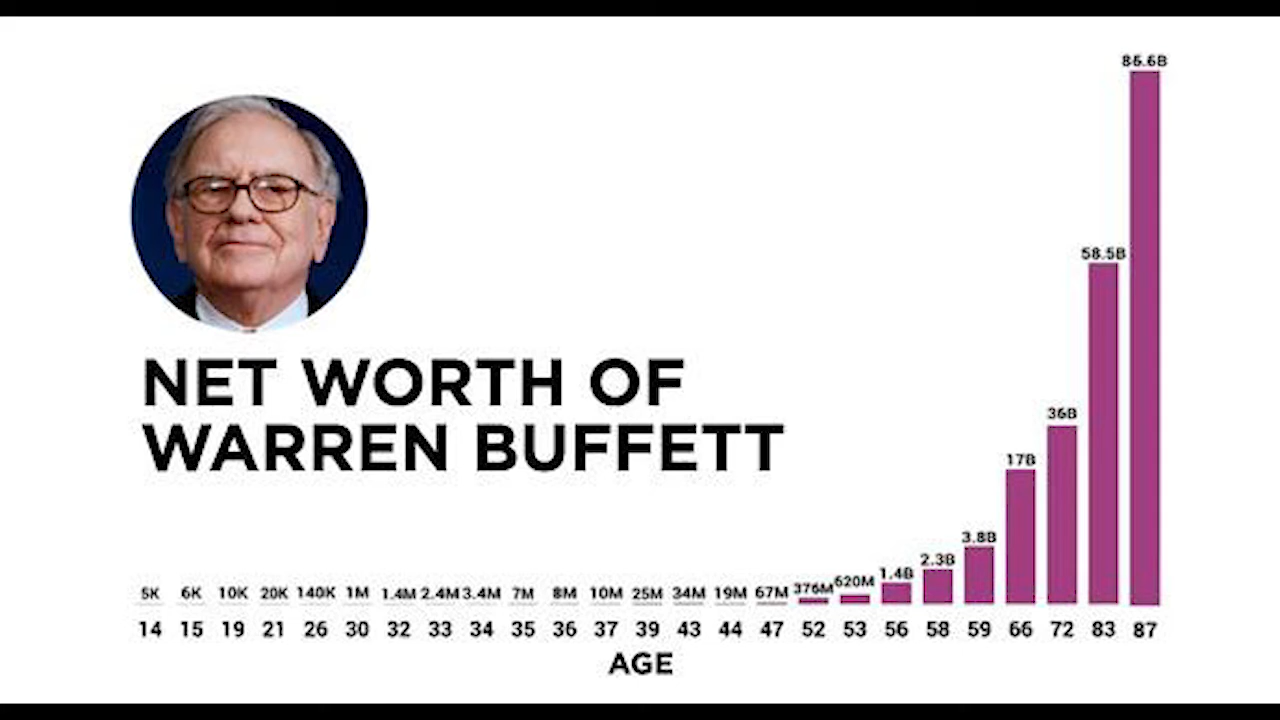 NET WORTH OF
WARREN BUFFETT
5K 6K 10K 20K 140K 1M 1.4M 2.4M 3.4M 7M 8M 10M 25M 34M 19M 67M 376M 620M 1.4B 2.3B 3.8B 17B 36B 58.5B 86.6B
14 15 19 21 26 30 32 33 34 35 36 37 39 43 44 47 52 53 56 58 59 66 72 83 87
AGE